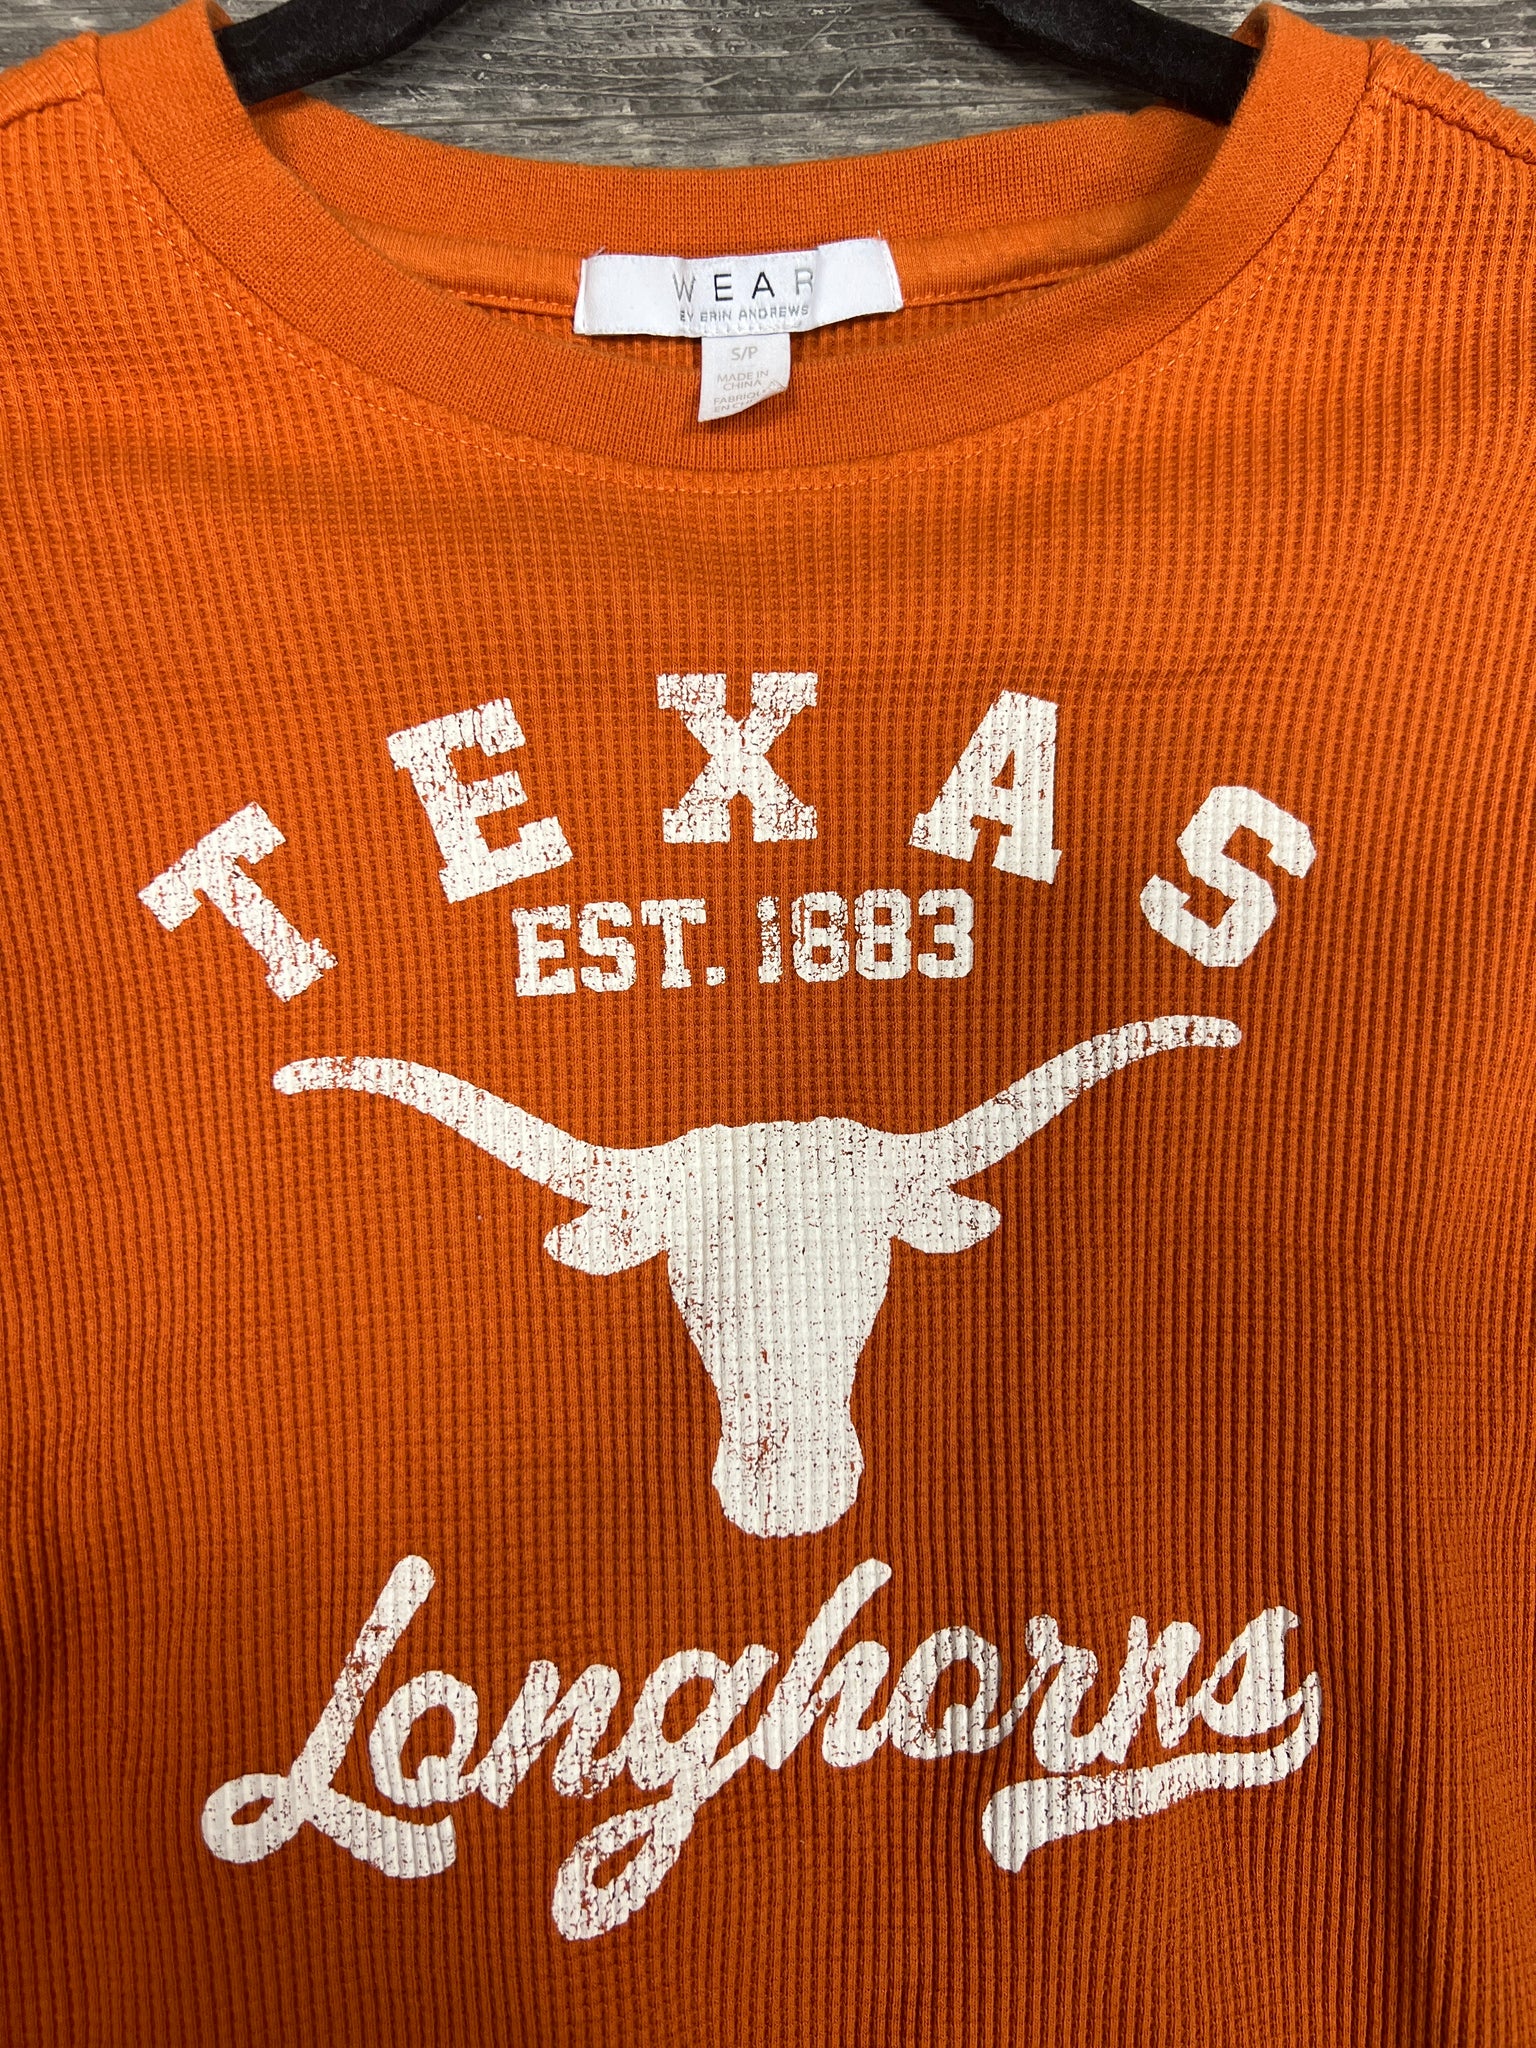 WEAR
BY ERIN ANDREWS
S/P
MADE IN
CHINA
TEXAS
EST. 1883
Longhorns